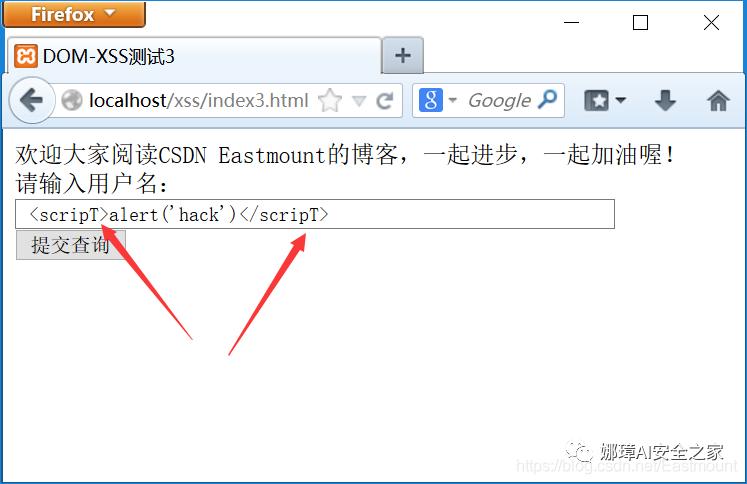 Firefox
DOM-XSS测试3
localhost/xss/index3.html
Google
欢迎大家阅读CSDN Eastmount的博客，一起进步，一起加油喔！
请输入用户名：
<scripT>alert('hack')</scripT>
提交查询
娜璋AI安全之家
https://blog.csdn.net/Eastmount